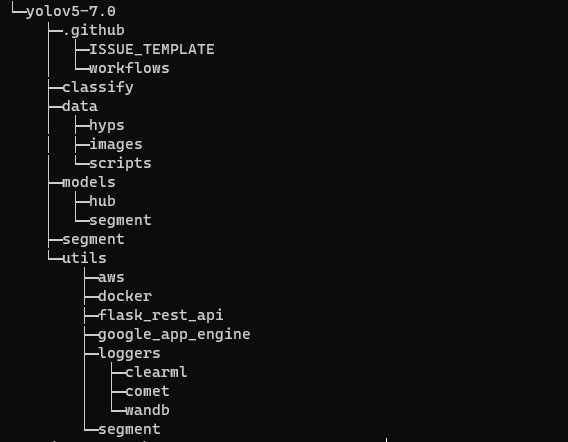 yolov5-7.0
.github
ISSUE_TEMPLATE
workflows
classify
data
hyps
images
scripts
models
hub
segment
segment
utils
aws
docker
flask_rest_api
google_app_engine
loggers
clearml
comet
wandb
segment